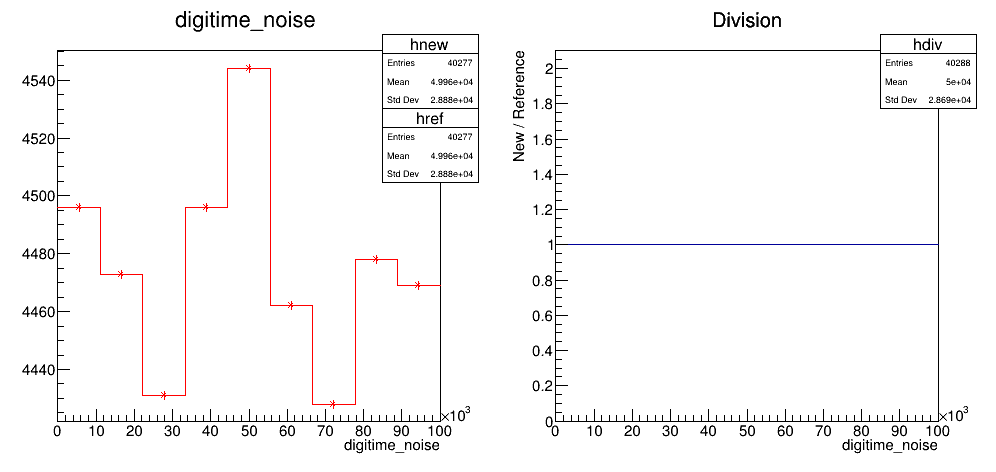 digitime_noise
hnew
Entries 40277
Mean 4.996e+04
Std Dev 2.888e+04
href
Entries 40277
Mean 4.996e+04
Std Dev 2.888e+04
4540
4520
4500
4480
4460
4440
0 10 20 30 40 50 60 70 80 90 100
×10³
digitime_noise
Division
hdiv
Entries 40288
Mean 5e+04
Std Dev 2.869e+04
New / Reference
2
1.8
1.6
1.4
1.2
1
0.8
0.6
0.4
0.2
0
0 10 20 30 40 50 60 70 80 90 100
×10³
digitime_noise